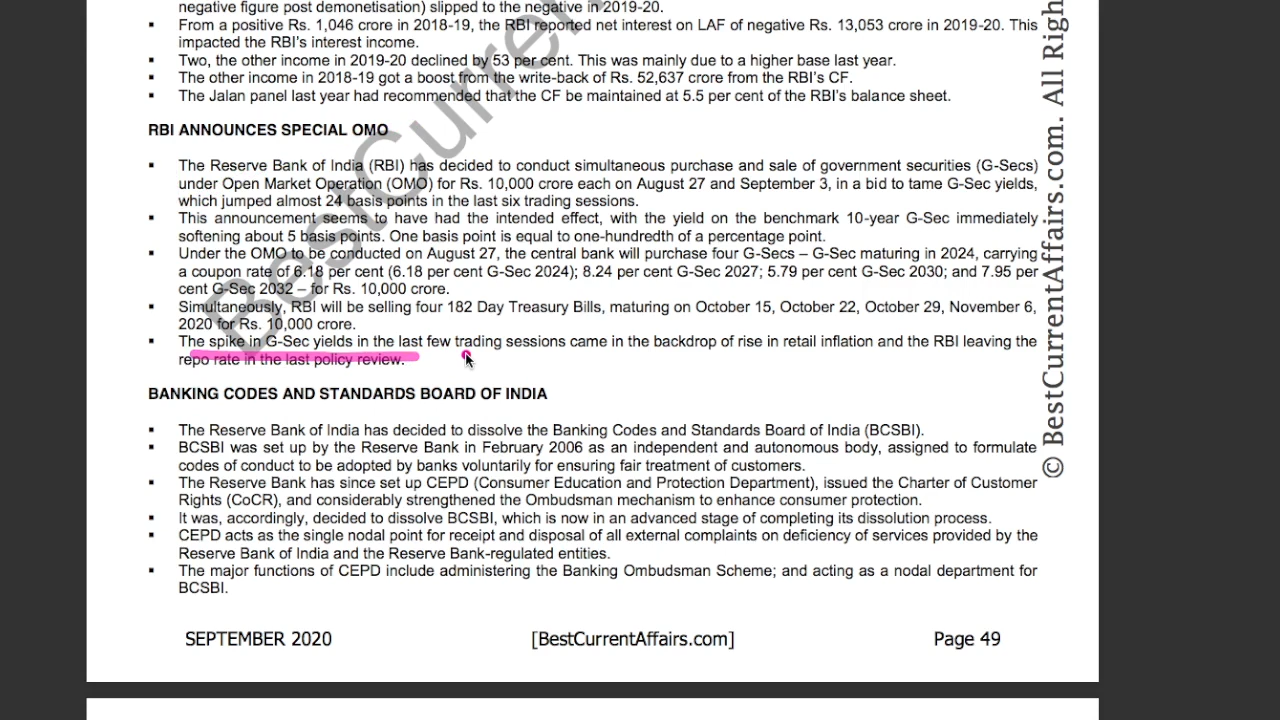 negative figure post demonetisation) slipped to the negative in 2019-20.
▪ From a positive Rs. 1,046 crore in 2018-19, the RBI reported net interest on LAF of negative Rs. 13,053 crore in 2019-20. This
impacted the RBI's interest income.
▪ Two, the other income in 2019-20 declined by 53 per cent. This was mainly due to a higher base last year.
▪ The other income in 2018-19 got a boost from the write-back of Rs. 52,637 crore from the RBI's CF.
▪ The Jalan panel last year had recommended that the CF be maintained at 5.5 per cent of the RBI's balance sheet.
RBI ANNOUNCES SPECIAL OMO
▪ The Reserve Bank of India (RBI) has decided to conduct simultaneous purchase and sale of government securities (G-Secs)
under Open Market Operation (OMO) for Rs. 10,000 crore each on August 27 and September 3, in a bid to tame G-Sec yields,
which jumped almost 24 basis points in the last six trading sessions.
▪ This announcement seems to have had the intended effect, with the yield on the benchmark 10-year G-Sec immediately
softening about 5 basis points. One basis point is equal to one-hundredth of a percentage point.
▪ Under the OMO to be conducted on August 27, the central bank will purchase four G-Secs – G-Sec maturing in 2024, carrying
a coupon rate of 6.18 per cent (6.18 per cent G-Sec 2024); 8.24 per cent G-Sec 2027; 5.79 per cent G-Sec 2030; and 7.95 per
cent G-Sec 2032 – for Rs. 10,000 crore.
▪ Simultaneously, RBI will be selling four 182 Day Treasury Bills, maturing on October 15, October 22, October 29, November 6,
2020 for Rs. 10,000 crore.
▪ The spike in G-Sec yields in the last few trading sessions came in the backdrop of rise in retail inflation and the RBI leaving the
repo rate in the last policy review.
BANKING CODES AND STANDARDS BOARD OF INDIA
▪ The Reserve Bank of India has decided to dissolve the Banking Codes and Standards Board of India (BCSBI).
▪ BCSBI was set up by the Reserve Bank in February 2006 as an independent and autonomous body, assigned to formulate
codes of conduct to be adopted by banks voluntarily for ensuring fair treatment of customers.
▪ The Reserve Bank has since set up CEPD (Consumer Education and Protection Department), issued the Charter of Customer
Rights (CoCR), and considerably strengthened the Ombudsman mechanism to enhance consumer protection.
▪ It was, accordingly, decided to dissolve BCSBI, which is now in an advanced stage of completing its dissolution process.
▪ CEPD acts as the single nodal point for receipt and disposal of all external complaints on deficiency of services provided by the
Reserve Bank of India and the Reserve Bank-regulated entities.
▪ The major functions of CEPD include administering the Banking Ombudsman Scheme; and acting as a nodal department for
BCSBI.
SEPTEMBER 2020 [BestCurrentAffairs.com] Page 49
BestCurren
© BestCurrentAffairs.com. All Righ